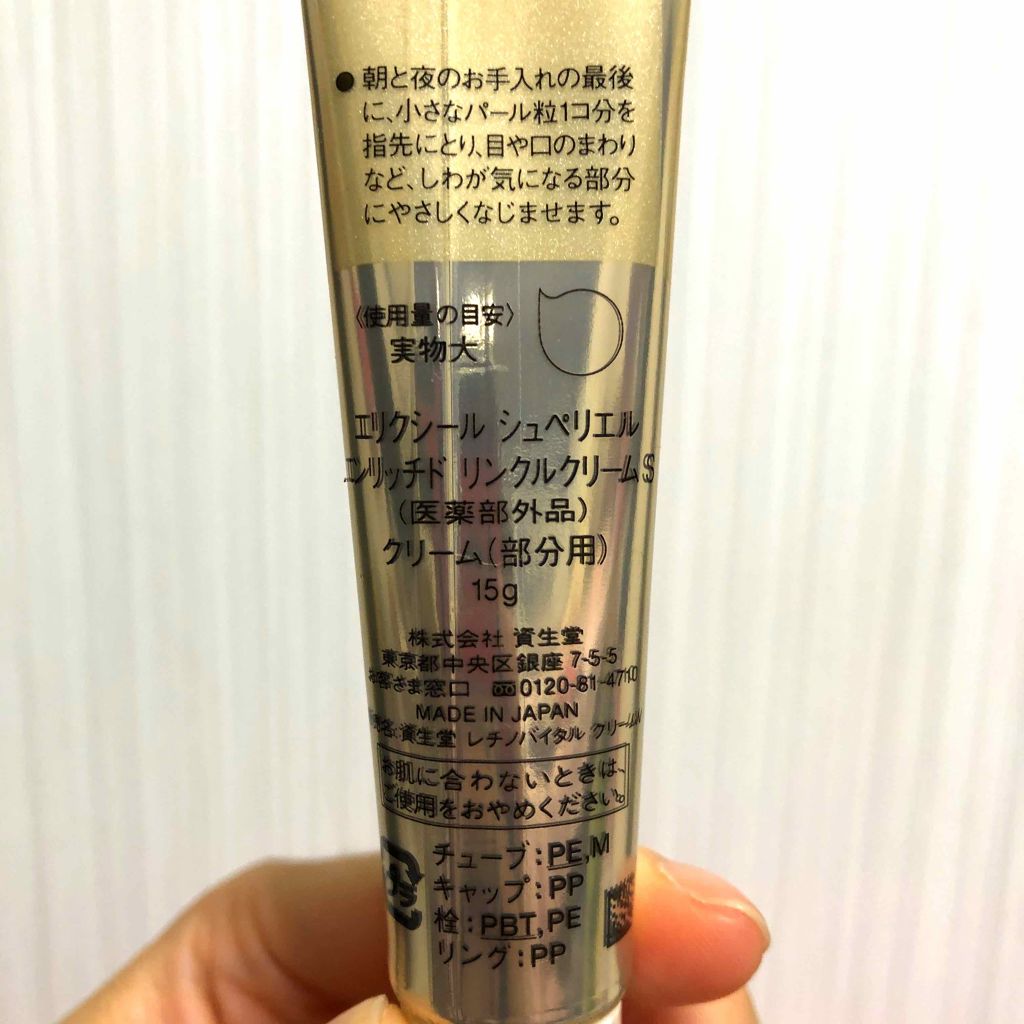 ●朝と夜のお手入れの最後
に、小さなパール粒1コ分を
指先にとり、目や口のまわり
など、しわが気になる部分
にやさしくなじませます。
〈使用量の目安〉
実物大
エリクシール シュペリエル
エンリッチド リンクルクリームS
(医薬部外品)
クリーム(部分用)
15g
株式会社 資生堂
東京都中央区銀座 7-5-5
お客さま窓口 0120-81-4710
MADE IN JAPAN
資生堂 レチノバイタル クリーム
お肌に合わないときは、
ご使用をおやめください。
プラ
チューブ:PE,M
キャップ:PP
栓:PBT,PE
リング:PP